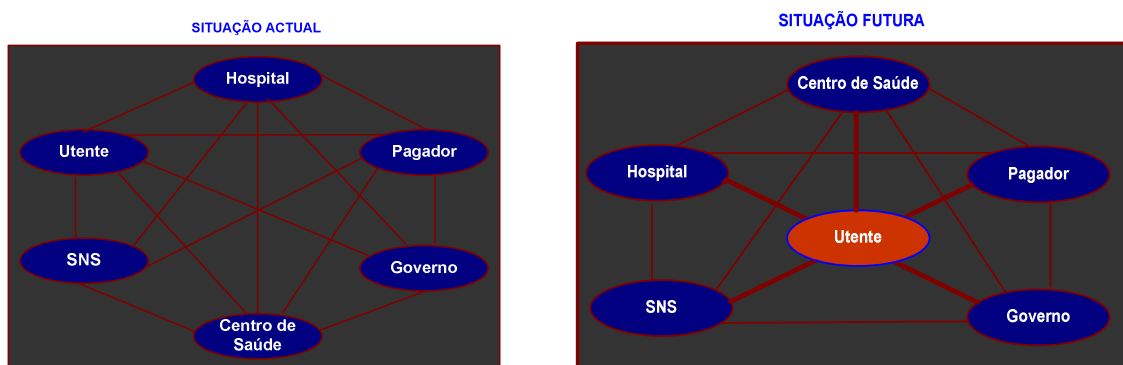 SITUAÇÃO ACTUAL
Hospital
Utente
Pagador
SNS
Governo
Centro de
Saúde
SITUAÇÃO FUTURA
Centro de Saúde
Hospital
Pagador
Utente
SNS
Governo